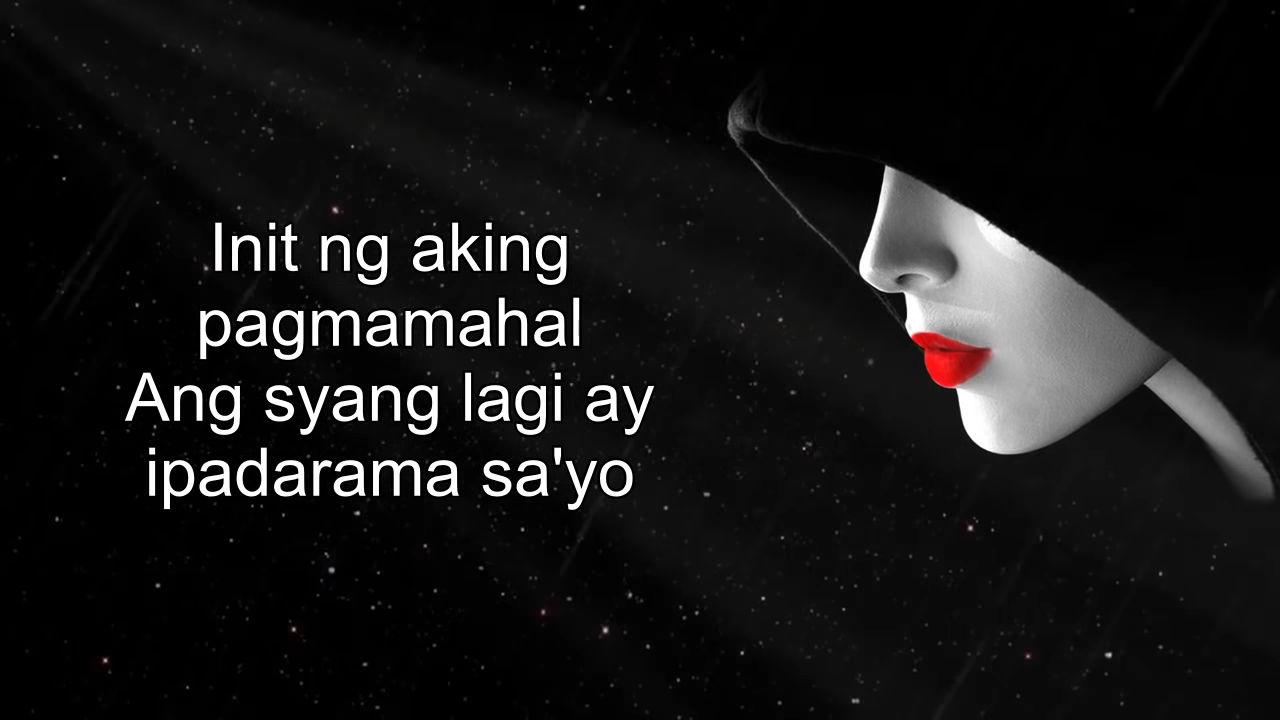 Init ng aking
pagmamahal
Ang syang lagi ay
ipadarama sa'yo